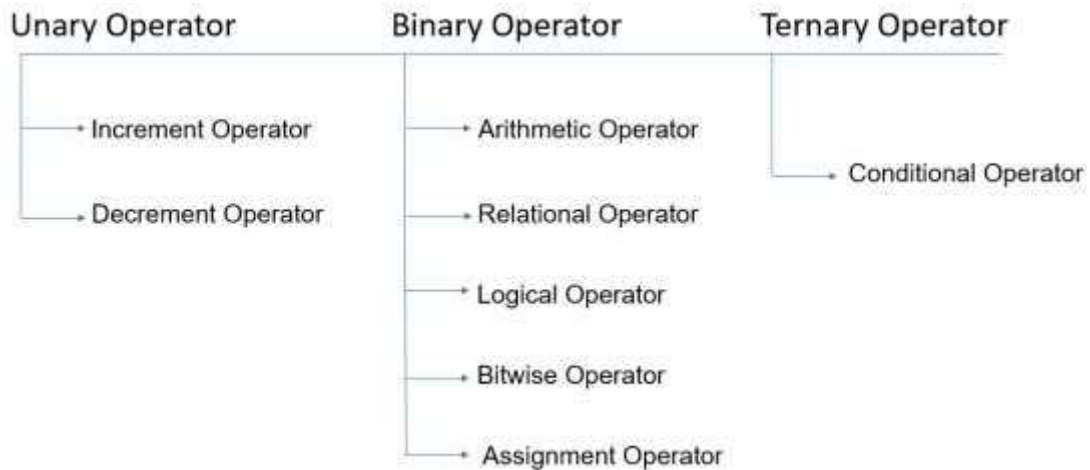 Unary Operator
Binary Operator
Ternary Operator
Increment Operator
Decrement Operator
Arithmetic Operator
Relational Operator
Logical Operator
Bitwise Operator
Assignment Operator
Conditional Operator